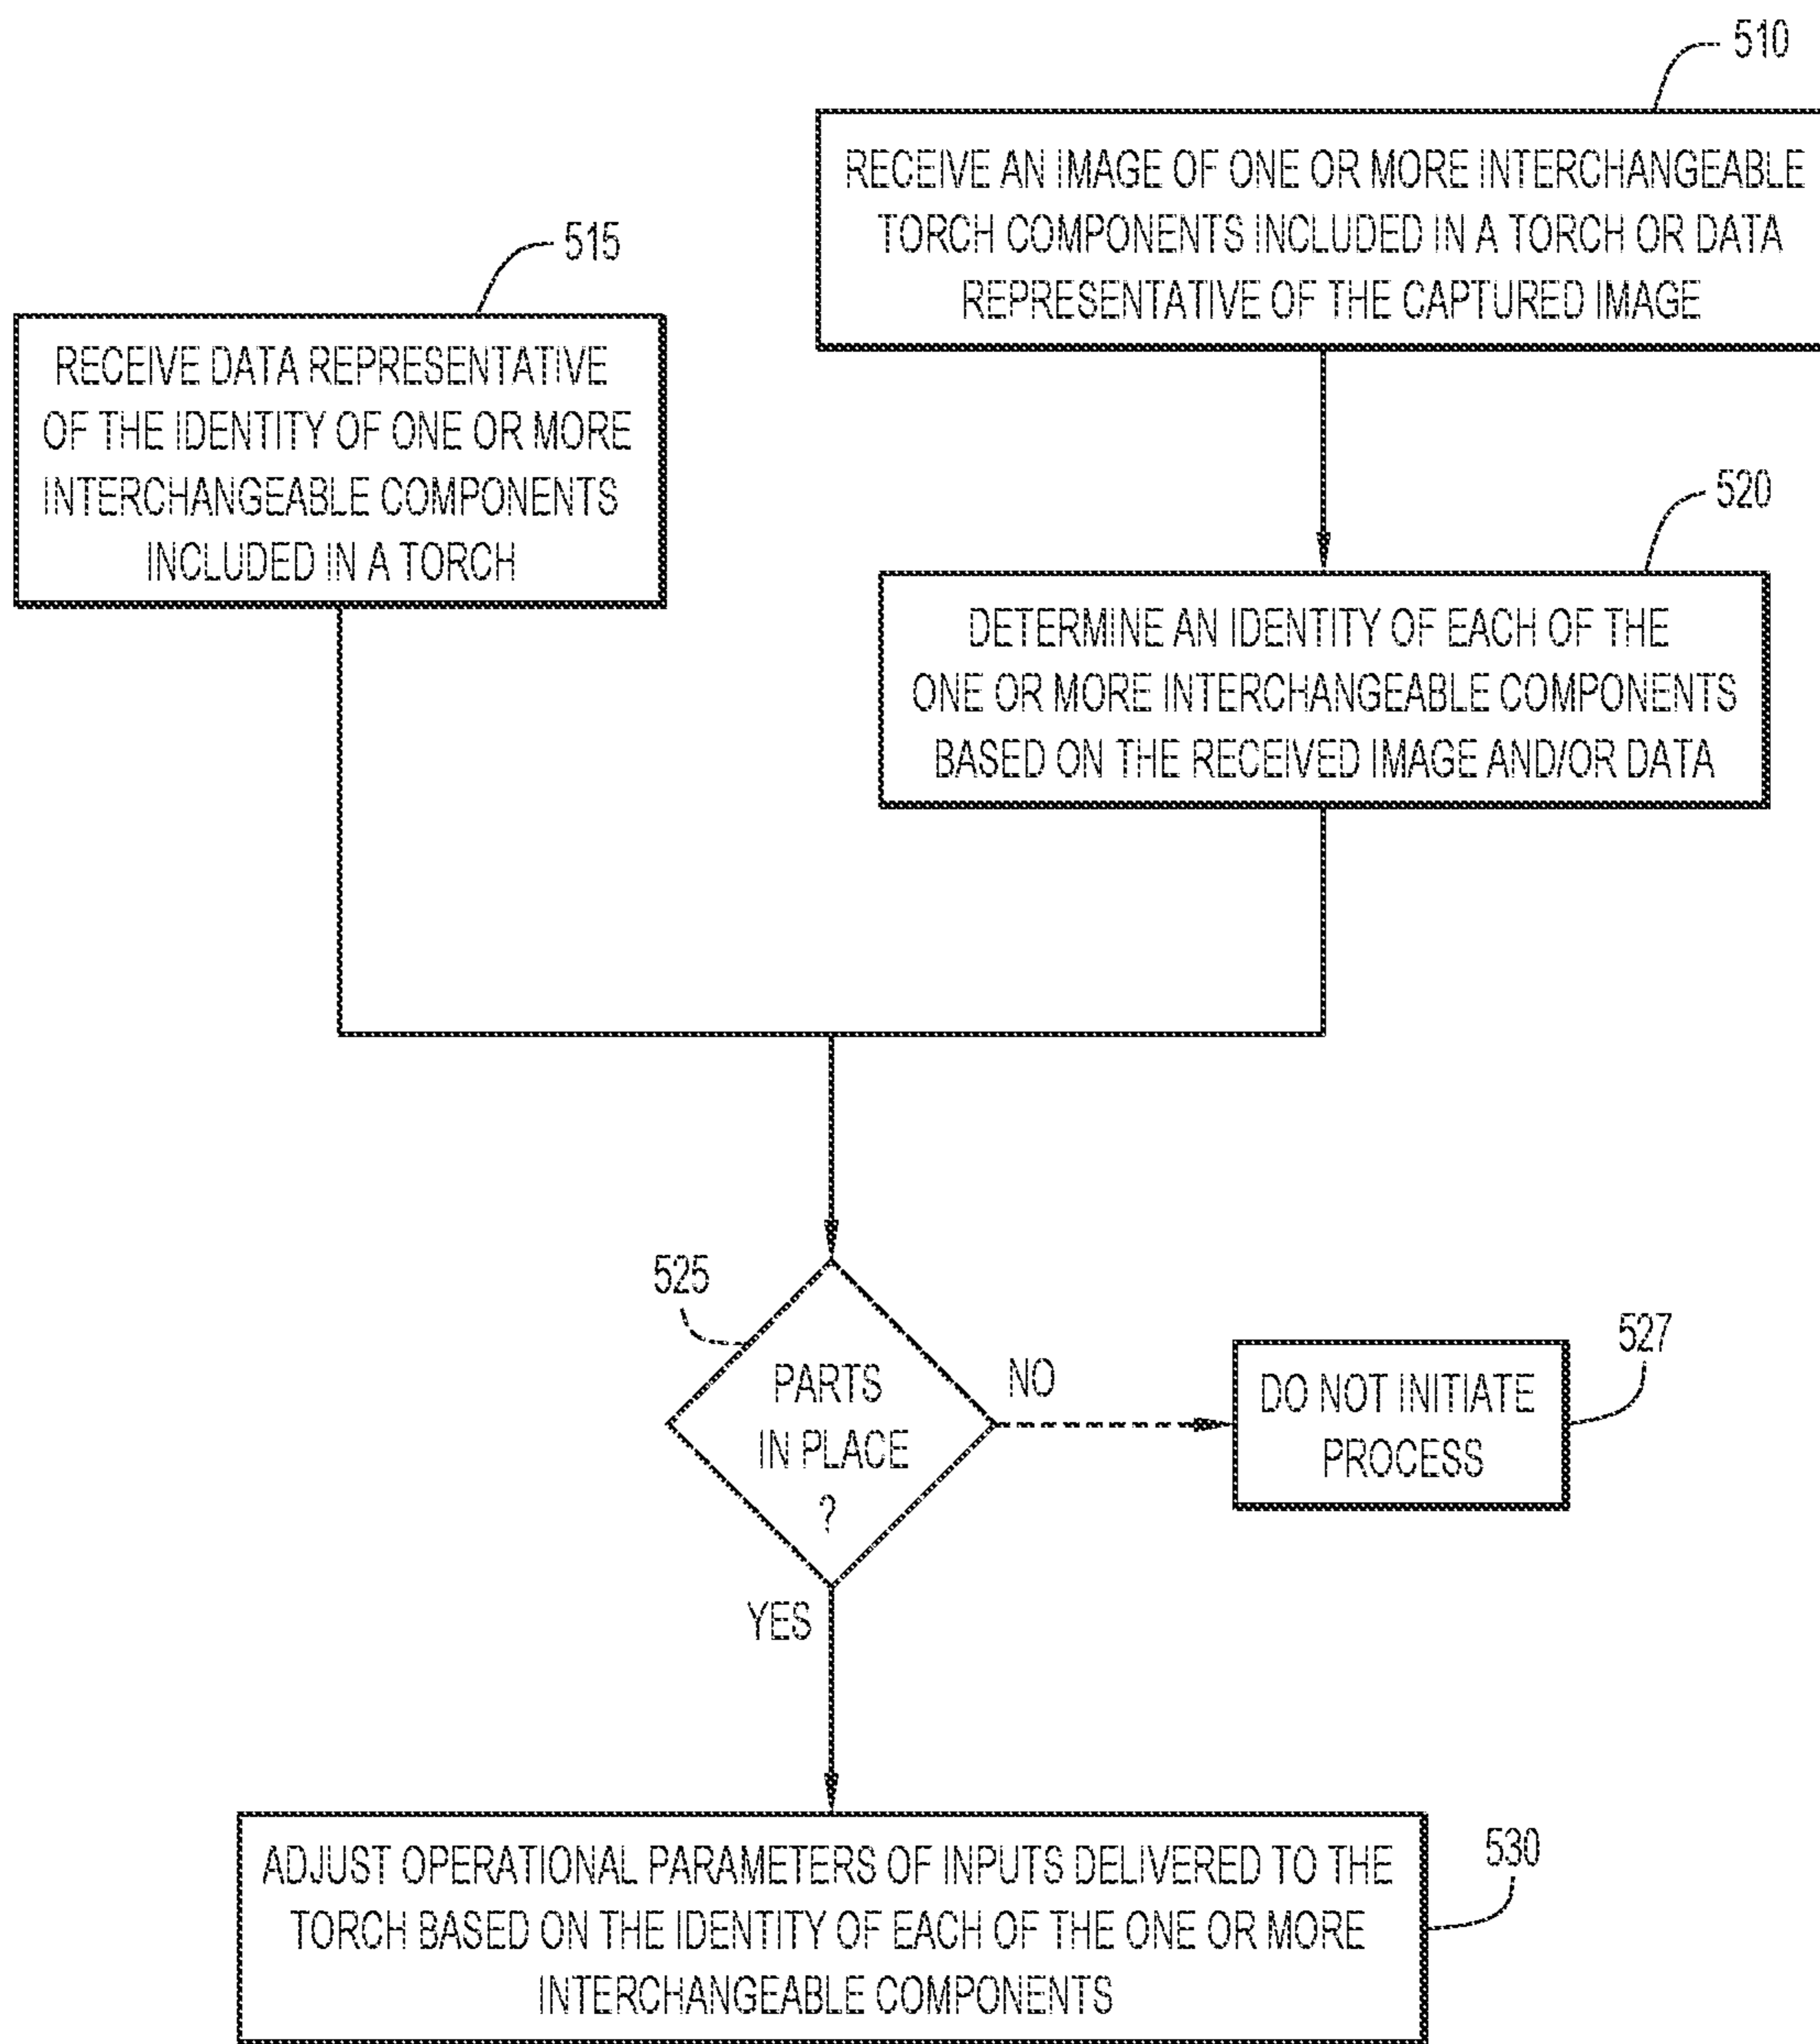 510
RECEIVE AN IMAGE OF ONE OR MORE INTERCHANGEABLE
TORCH COMPONENTS INCLUDED IN A TORCH OR DATA
REPRESENTATIVE OF THE CAPTURED IMAGE
515
RECEIVE DATA REPRESENTATIVE
OF THE IDENTITY OF ONE OR MORE
INTERCHANGEABLE COMPONENTS
INCLUDED IN A TORCH
520
DETERMINE AN IDENTITY OF EACH OF THE
ONE OR MORE INTERCHANGEABLE COMPONENTS
BASED ON THE RECEIVED IMAGE AND/OR DATA
525
PARTS
IN PLACE
?
NO
527
DO NOT INITIATE
PROCESS
YES
530
ADJUST OPERATIONAL PARAMETERS OF INPUTS DELIVERED TO THE
TORCH BASED ON THE IDENTITY OF EACH OF THE ONE OR MORE
INTERCHANGEABLE COMPONENTS